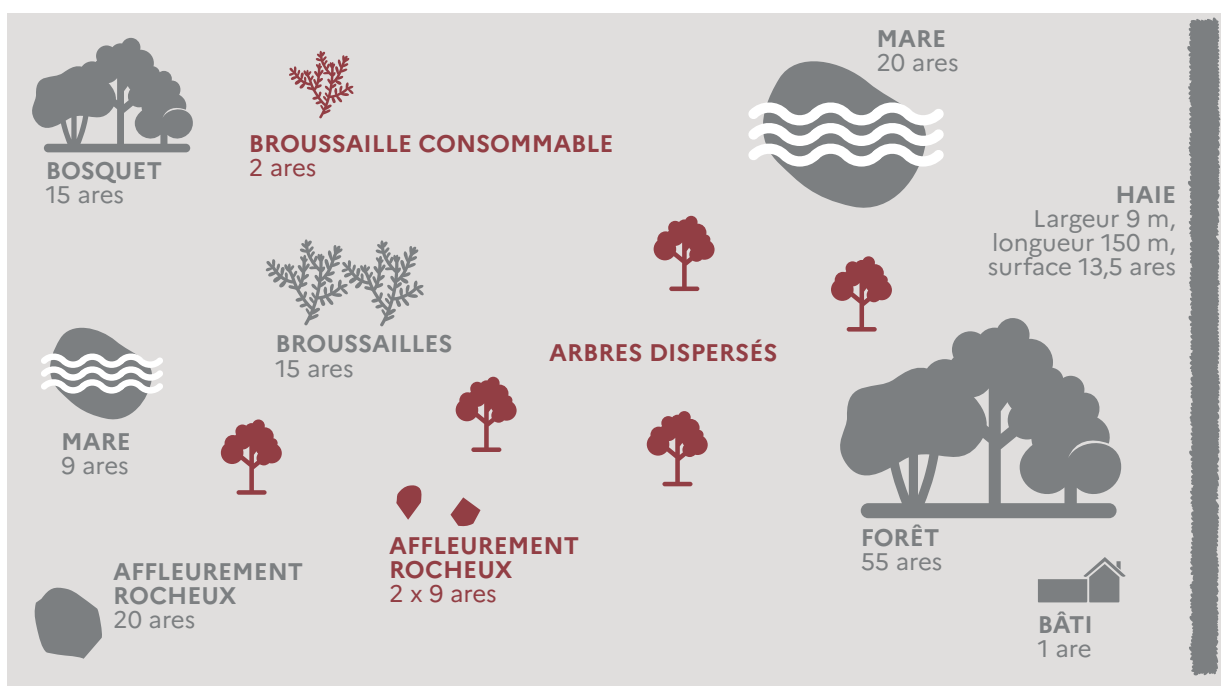 BOSQUET
15 ares
BROUSSAILLE CONSOMMABLE
2 ares
MARE
20 ares
HAIE
Largeur 9 m,
longueur 150 m,
surface 13,5 ares
BROUSSAILLES
15 ares
ARBRES DISPERSÉS
MARE
9 ares
AFFLEUREMENT
ROCHEUX
2 x 9 ares
FORÊT
55 ares
AFFLEUREMENT
ROCHEUX
20 ares
BÂTI
1 are